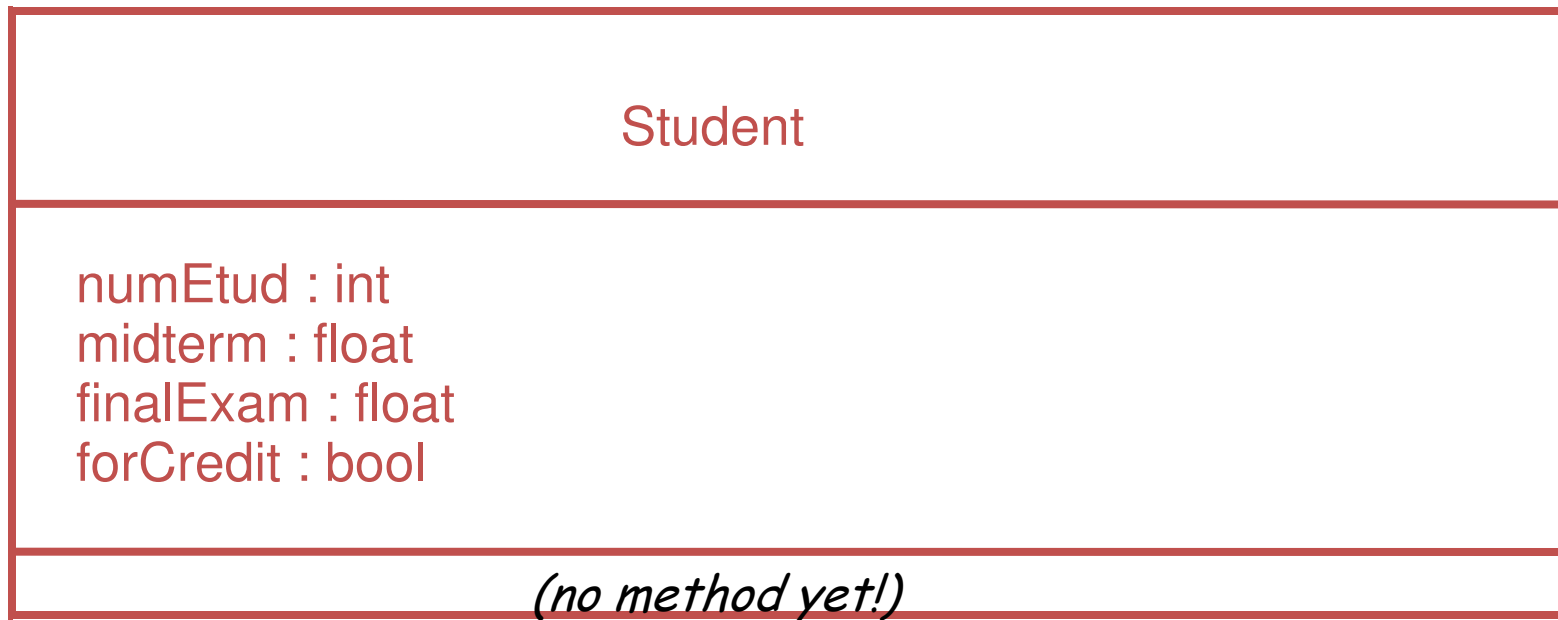 Student
numEtud : int
midterm : float
finalExam : float
forCredit : bool
(no method yet!)